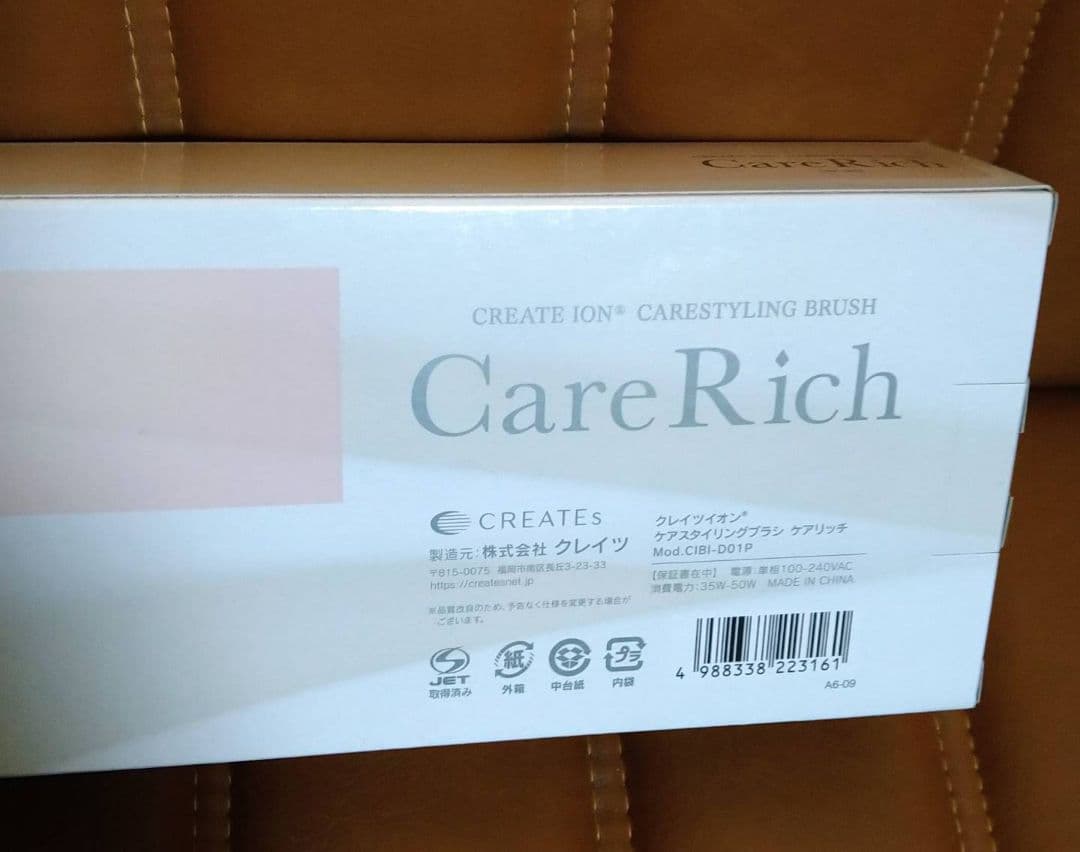 CareRich
CREATE ION® CARESTYLING BRUSH
CareRich
CREATEs
製造元:株式会社 クレイツ
〒815-0075 福岡市南区長丘3-23-33
https://createsnet.jp
※品質改良のため、予告なく仕様を変更する場合が
ございます。
クレイツイオン®
ケアスタイリングブラシ ケアリッチ
Mod.CIBI-D01P
【保証書在中】 電源:単相100-240VAC
消費電力:35W-50W MADE IN CHINA
JET
取得済み
紙
外箱
中台紙
プラ
内袋
4 988338 223161
A6-09